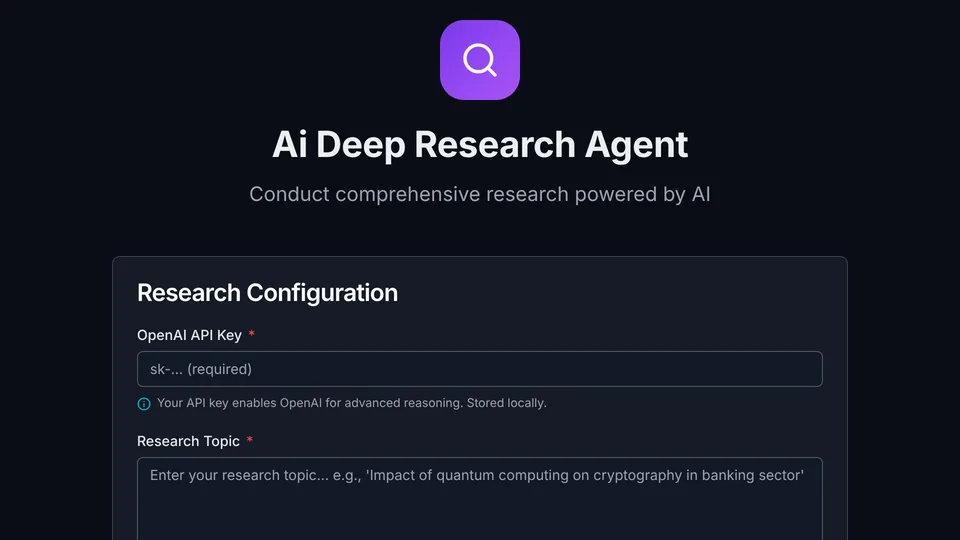 Ai Deep Research Agent
Conduct comprehensive research powered by AI
Research Configuration
OpenAI API Key *
sk-... (required)
Your API key enables OpenAI for advanced reasoning. Stored locally.
Research Topic *
Enter your research topic... e.g., 'Impact of quantum computing on cryptography in banking sector'